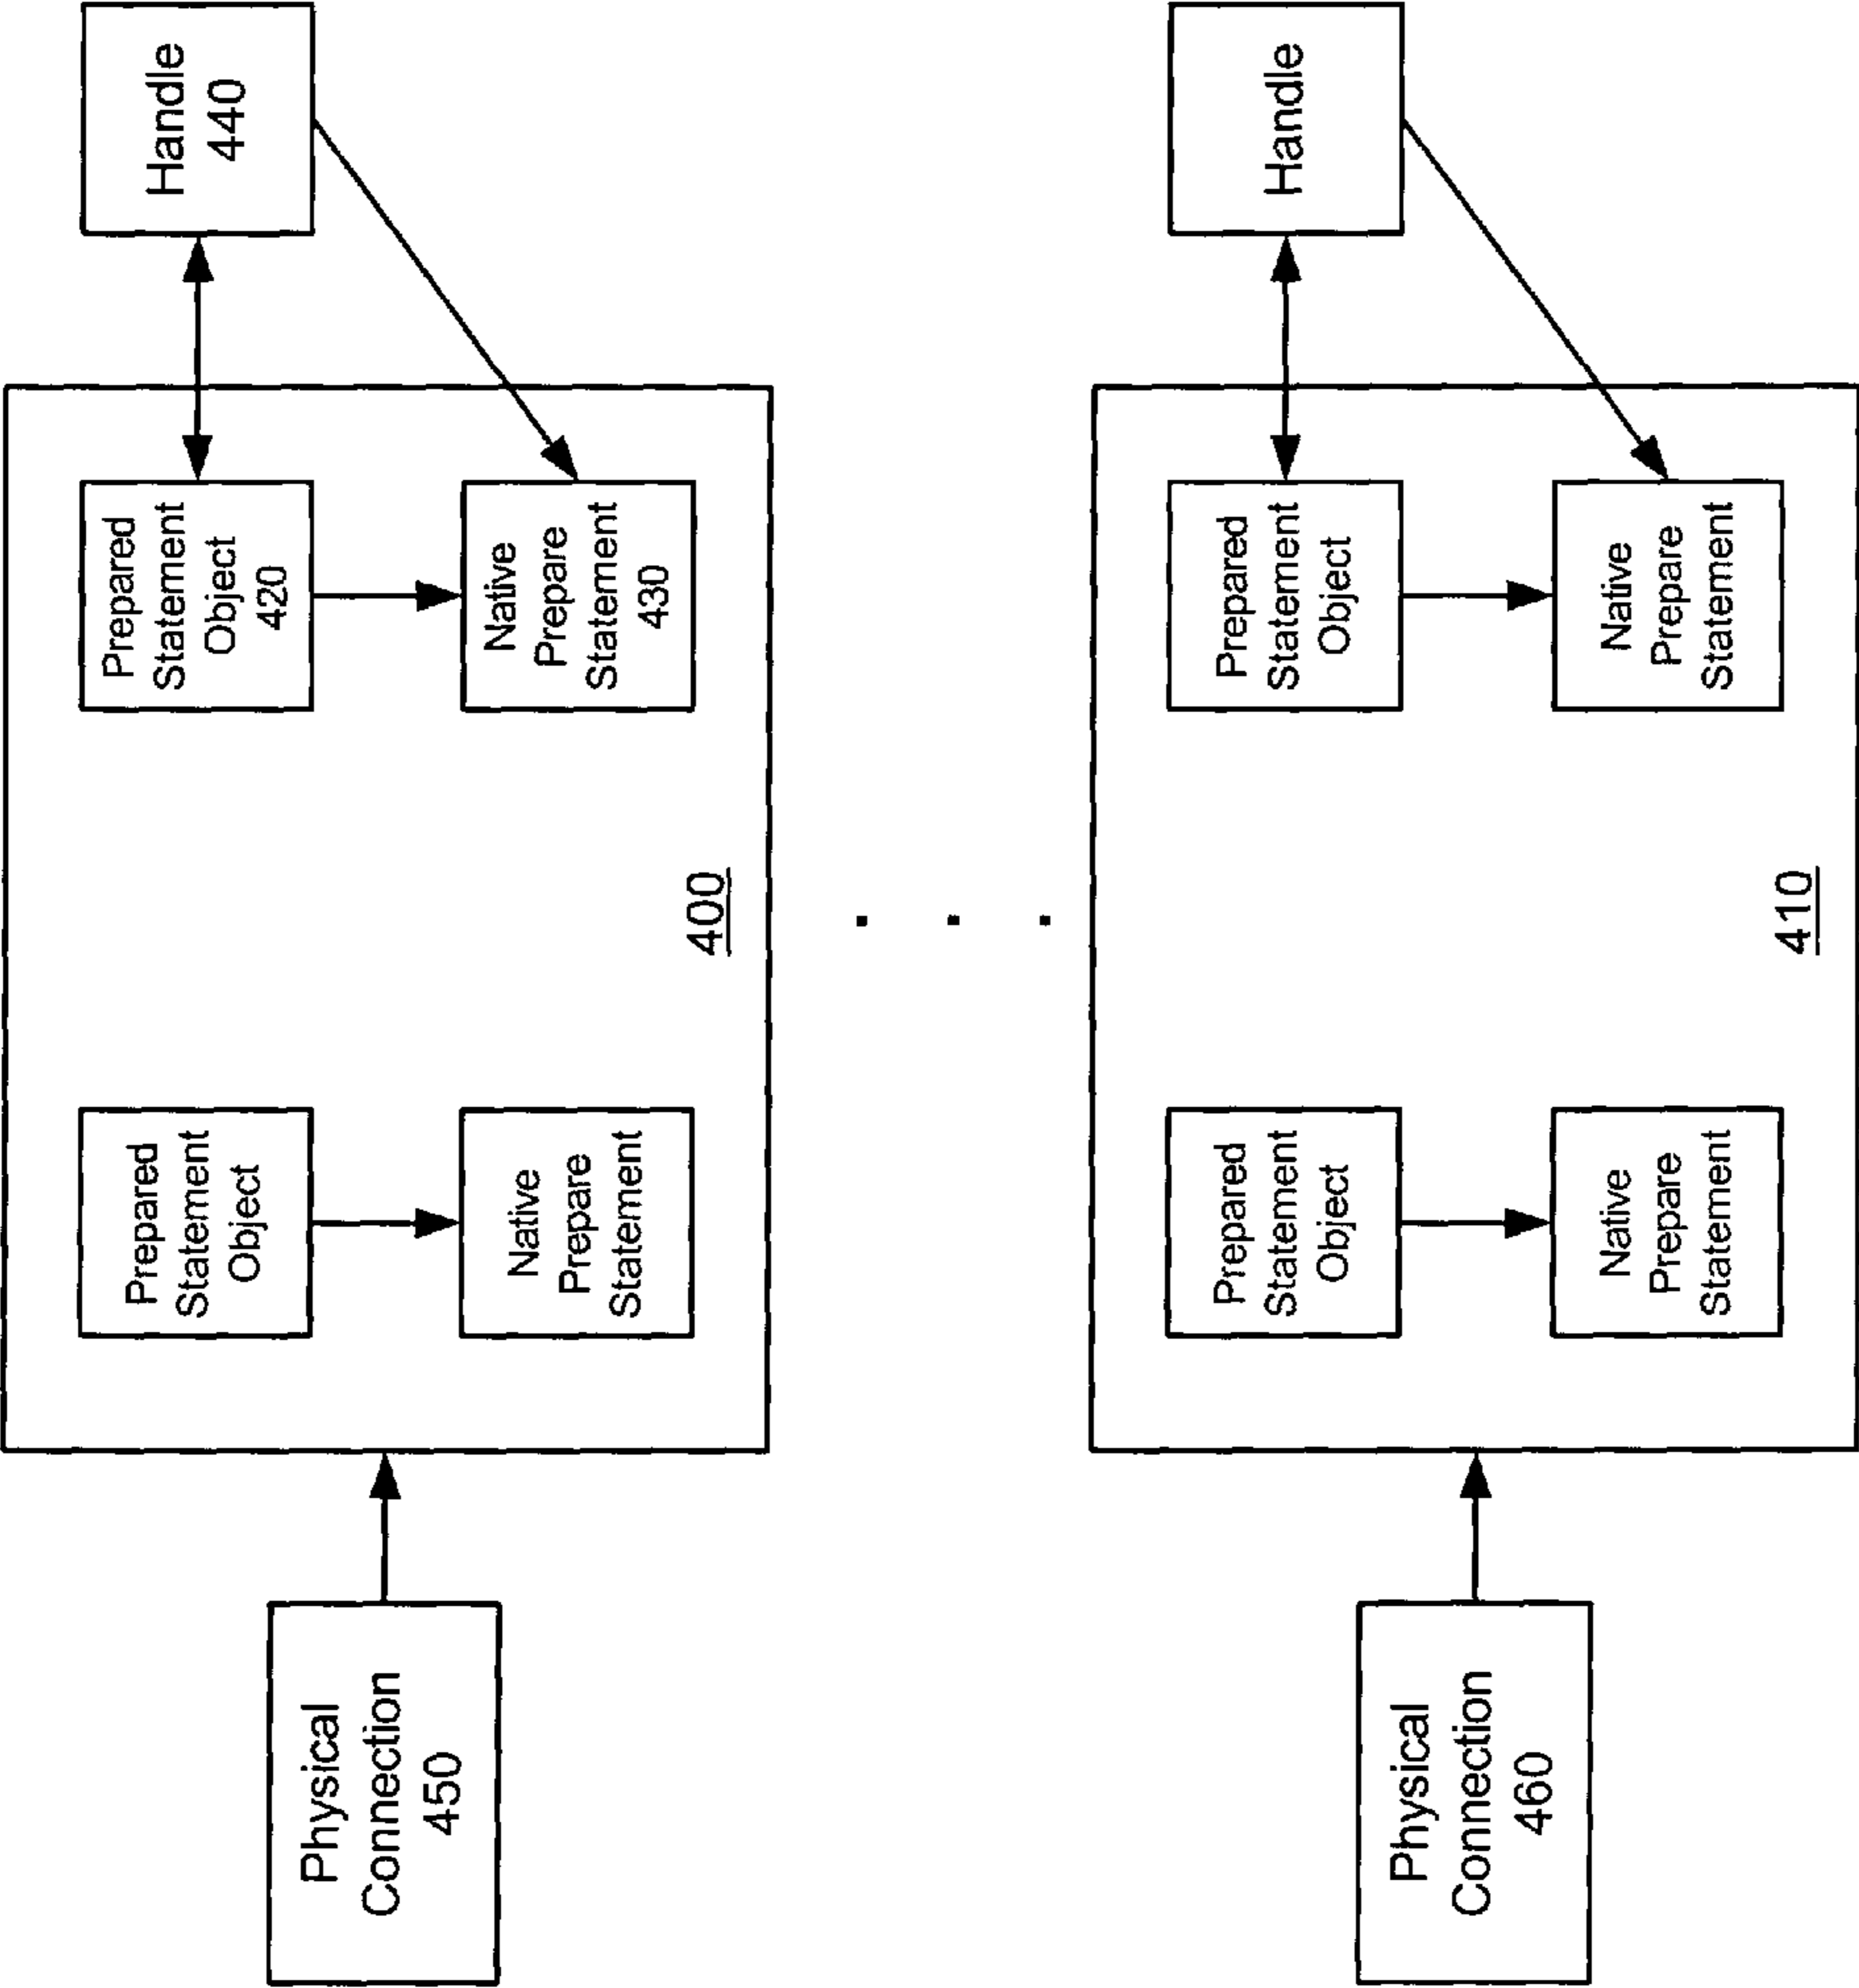 Physical
Connection
450
Prepared
Statement
Object
Native
Prepare
Statement
Prepared
Statement
Object
420
Native
Prepare
Statement
430
400
Handle
440
. . .
Physical
Connection
460
Prepared
Statement
Object
Native
Prepare
Statement
Prepared
Statement
Object
Native
Prepare
Statement
410
Handle